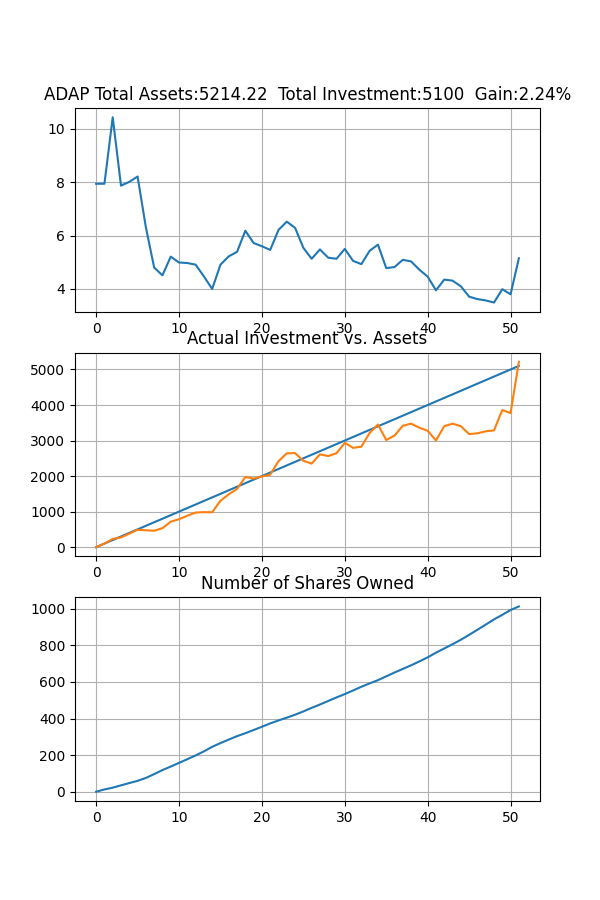 ADAP Total Assets:5214.22  Total Investment:5100  Gain:2.24%
10
8
6
4
0 10 20 30 40 50
Actual Investment vs. Assets
5000
4000
3000
2000
1000
0
0 10 20 30 40 50
Number of Shares Owned
1000
800
600
400
200
0
0 10 20 30 40 50